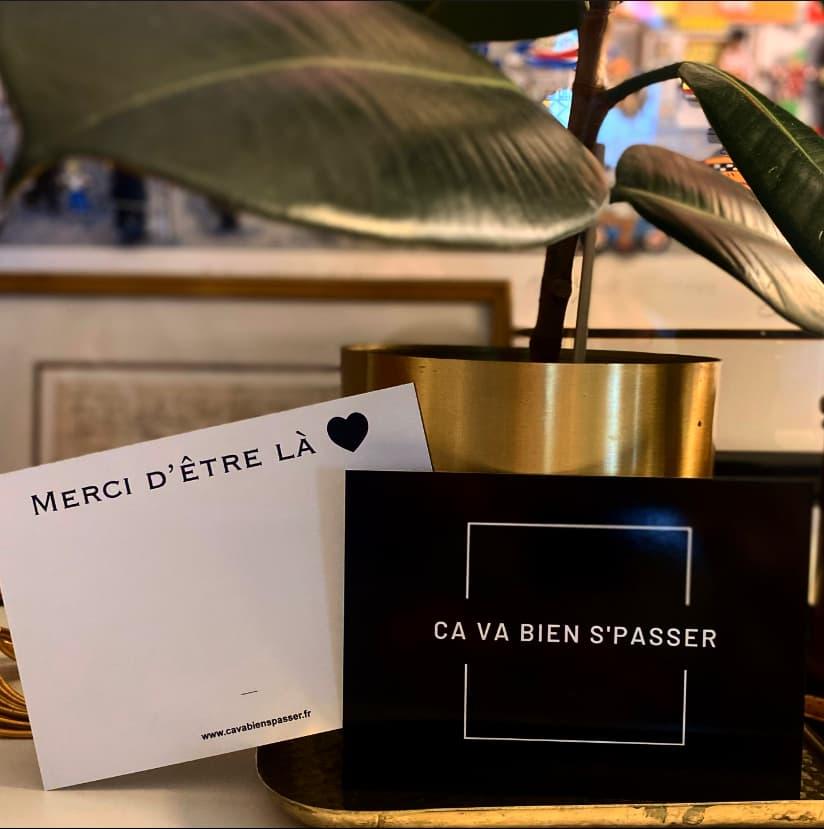 MERCI D'ÊTRE LÀ 🖤
www.cavabienspasser.fr
CA VA BIEN S'PASSER